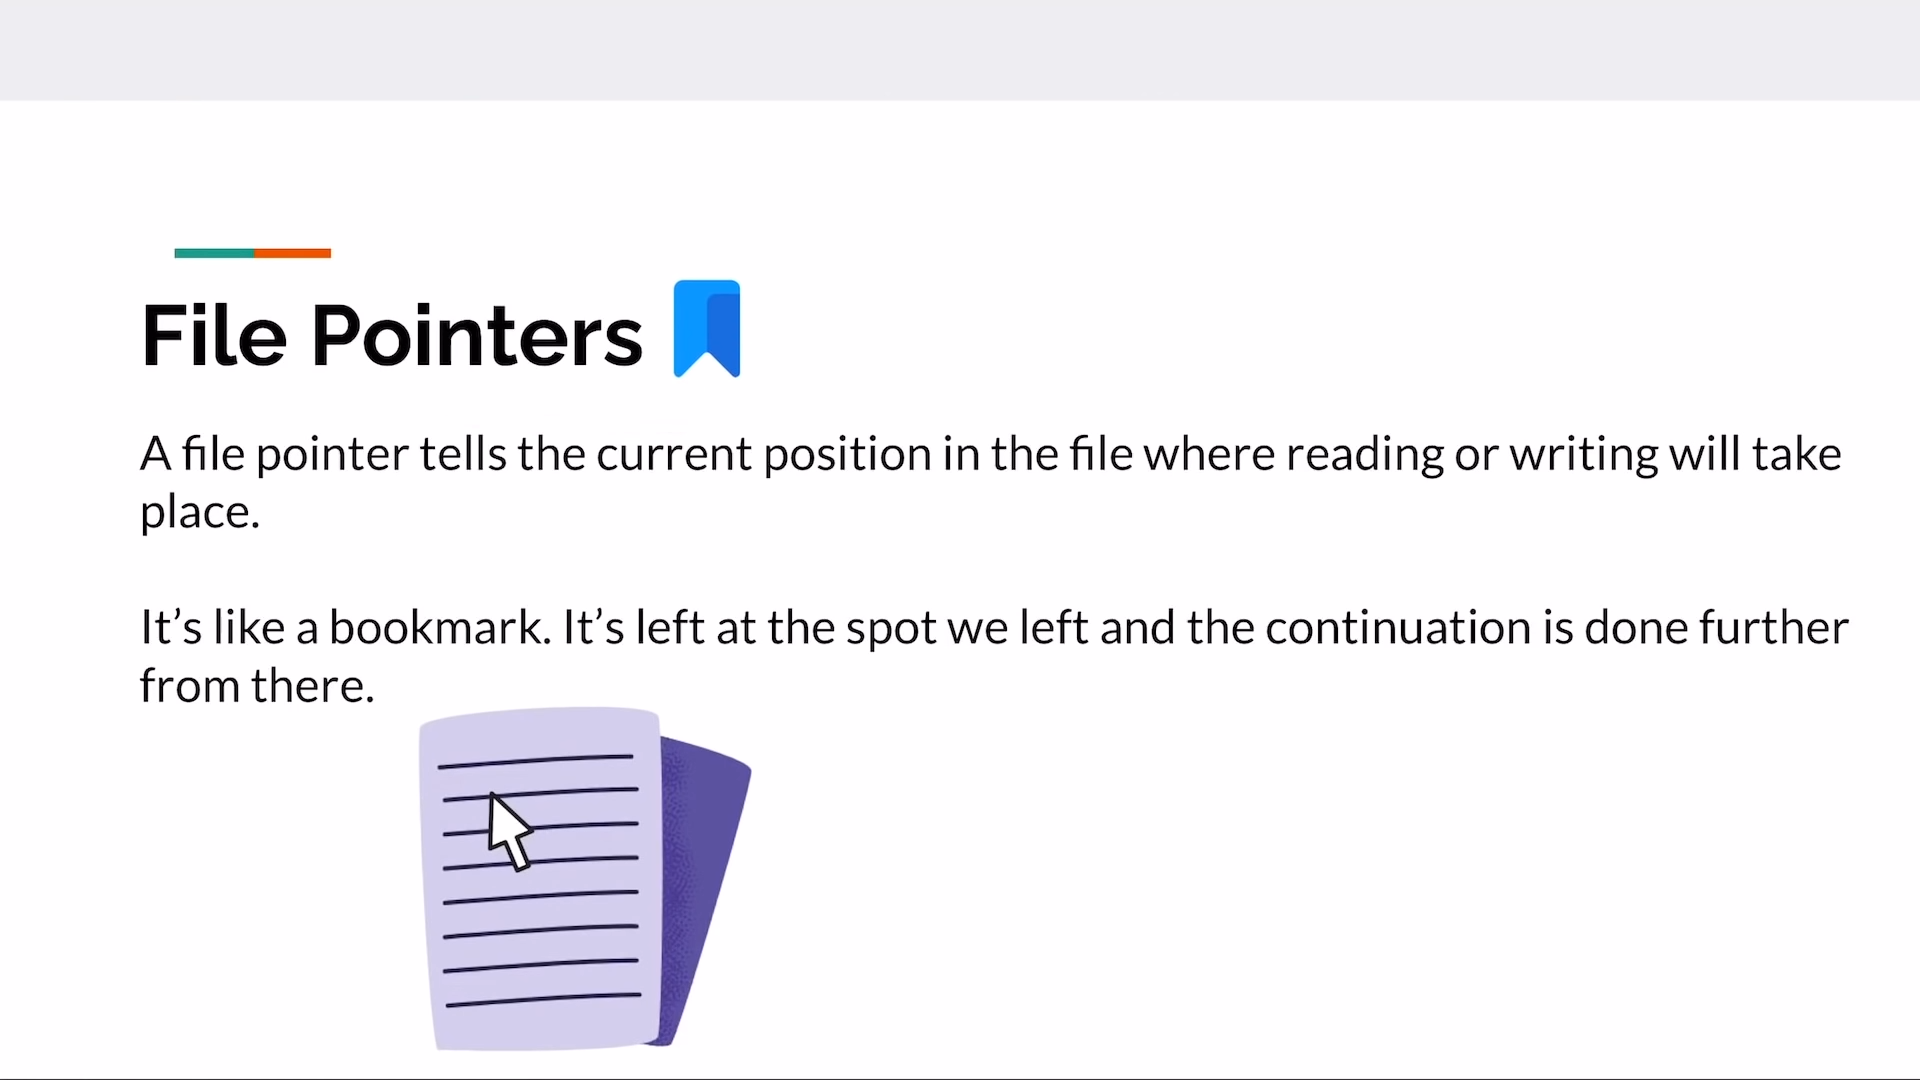 File Pointers
A file pointer tells the current position in the file where reading or writing will take
place.
It’s like a bookmark. It’s left at the spot we left and the continuation is done further
from there.